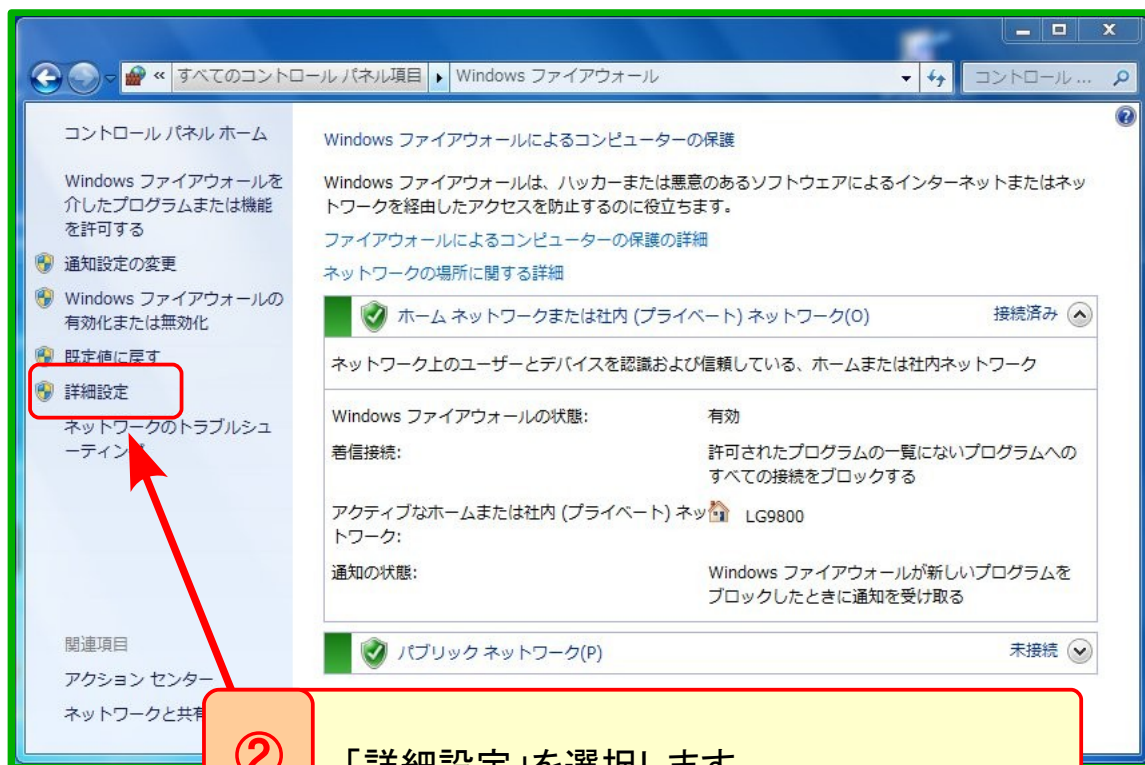 « すべてのコントロール パネル項目 ▸ Windows ファイアウォール
コントロール ...
コントロール パネル ホーム
Windows ファイアウォールを
介したプログラムまたは機能
を許可する
通知設定の変更
Windows ファイアウォールの
有効化または無効化
既定値に戻す
詳細設定
ネットワークのトラブルシュ
ーティング
関連項目
アクション センター
ネットワークと共有
Windows ファイアウォールによるコンピューターの保護
Windows ファイアウォールは、ハッカーまたは悪意のあるソフトウェアによるインターネットまたはネッ
トワークを経由したアクセスを防止するのに役立ちます。
ファイアウォールによるコンピューターの保護の詳細
ネットワークの場所に関する詳細
ホーム ネットワークまたは社内 (プライベート) ネットワーク(O) 接続済み
ネットワーク上のユーザーとデバイスを認識および信頼している、ホームまたは社内ネットワーク
Windows ファイアウォールの状態: 有効
着信接続: 許可されたプログラムの一覧にないプログラムへの
すべての接続をブロックする
アクティブなホームまたは社内 (プライベート) ネッ LG9800
トワーク:
通知の状態: Windows ファイアウォールが新しいプログラムを
ブロックしたときに通知を受け取る
パブリック ネットワーク(P) 未接続
② 「詳細設定」を選択します